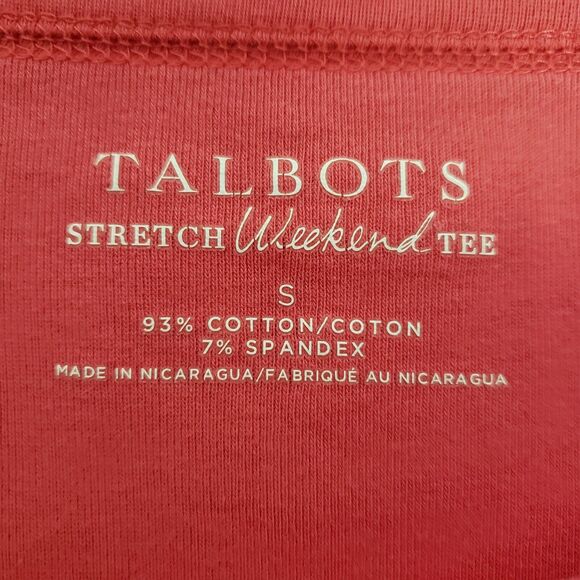 TALBOTS
STRETCH Weekend TEE
S
93% COTTON/COTON
7% SPANDEX
MADE IN NICARAGUA/FABRIQUÉ AU NICARAGUA